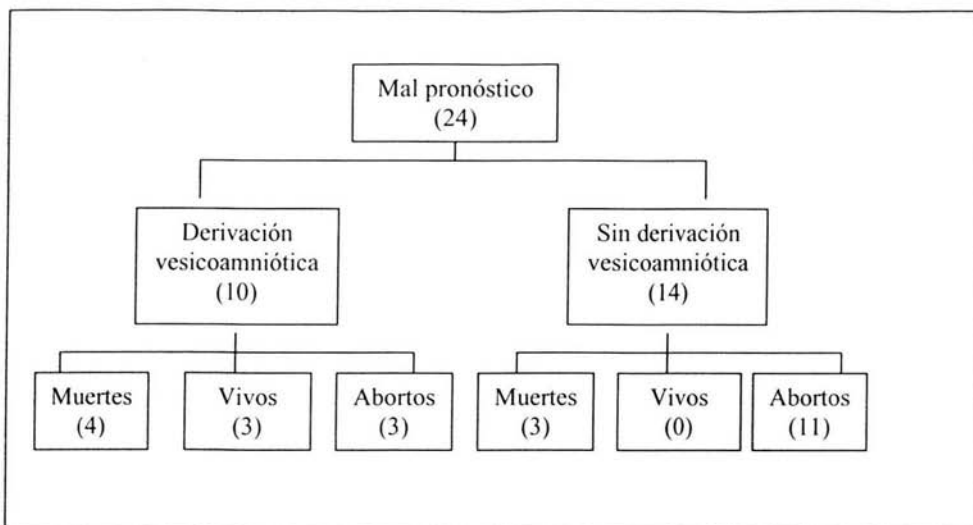 Mal pronóstico
(24)
Derivación
vesicoamniótica
(10)
Sin derivación
vesicoamniótica
(14)
Muertes
(4)
Vivos
(3)
Abortos
(3)
Muertes
(3)
Vivos
(0)
Abortos
(11)